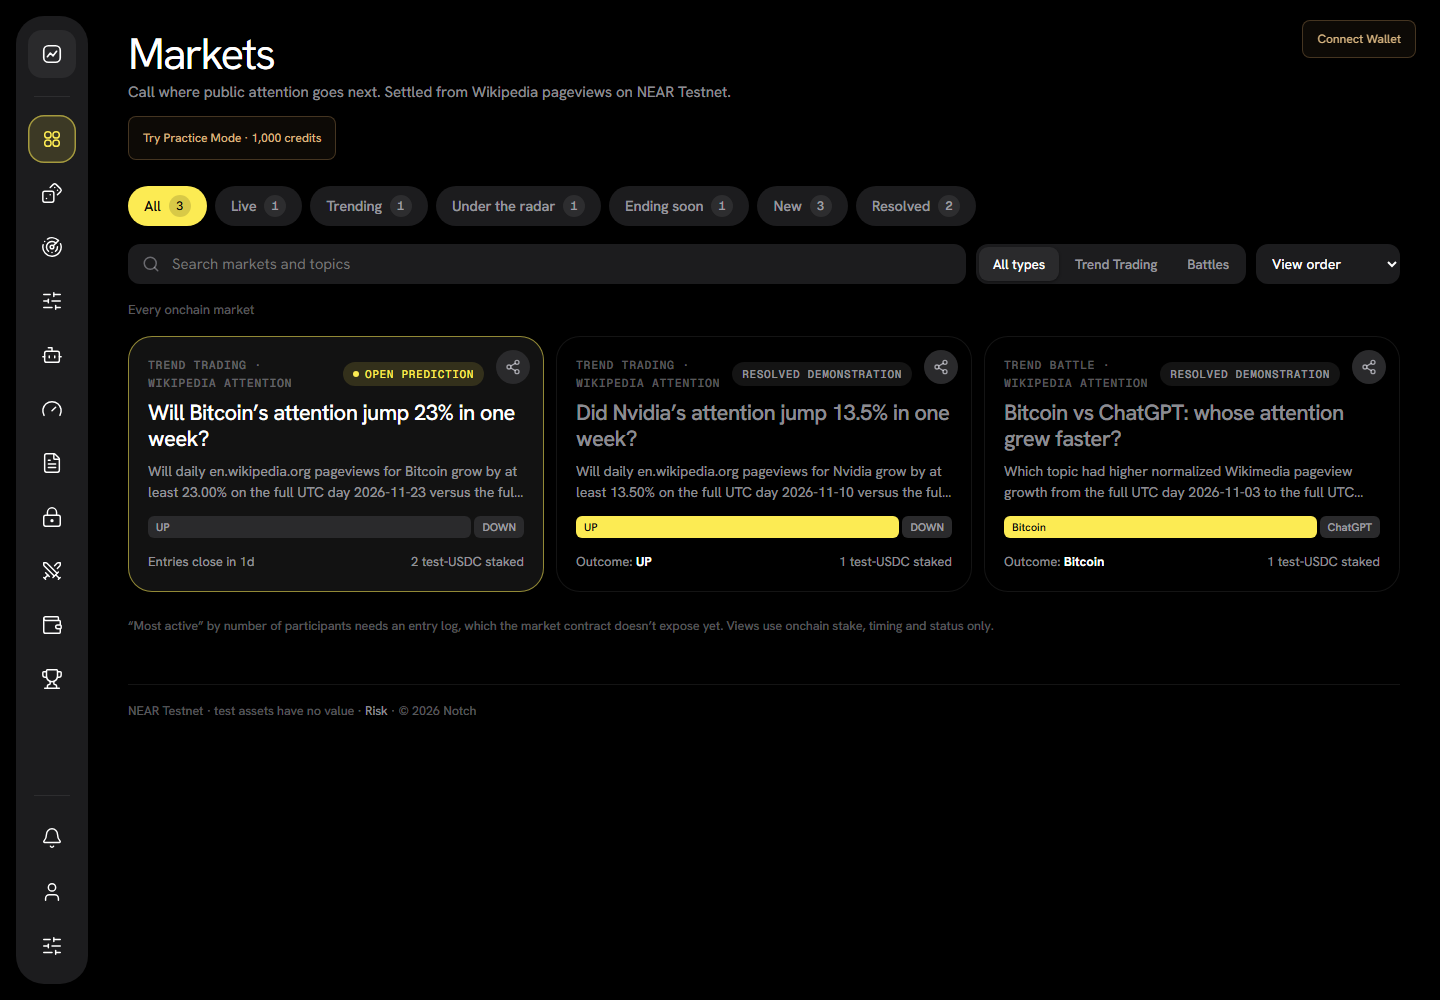 Markets
Connect Wallet
Call where public attention goes next. Settled from Wikipedia pageviews on NEAR Testnet.
Try Practice Mode · 1,000 credits
All 3
Live 1
Trending 1
Under the radar 1
Ending soon 1
New 3
Resolved 2
Search markets and topics
All types
Trend Trading
Battles
View order
Every onchain market
TREND TRADING ·
WIKIPEDIA ATTENTION
OPEN PREDICTION
Will Bitcoin’s attention jump 23% in one
week?
Will daily en.wikipedia.org pageviews for Bitcoin grow by at
least 23.00% on the full UTC day 2026-11-23 versus the ful...
UP
DOWN
Entries close in 1d
2 test-USDC staked
TREND TRADING ·
WIKIPEDIA ATTENTION
RESOLVED DEMONSTRATION
Did Nvidia’s attention jump 13.5% in one
week?
Will daily en.wikipedia.org pageviews for Nvidia grow by at
least 13.50% on the full UTC day 2026-11-10 versus the ful...
UP
DOWN
Outcome: UP
1 test-USDC staked
TREND BATTLE ·
WIKIPEDIA ATTENTION
RESOLVED DEMONSTRATION
Bitcoin vs ChatGPT: whose attention
grew faster?
Which topic had higher normalized Wikimedia pageview
growth from the full UTC day 2026-11-03 to the full UTC...
Bitcoin
ChatGPT
Outcome: Bitcoin
1 test-USDC staked
“Most active” by number of participants needs an entry log, which the market contract doesn’t expose yet. Views use onchain stake, timing and status only.
NEAR Testnet · test assets have no value · Risk · © 2026 Notch